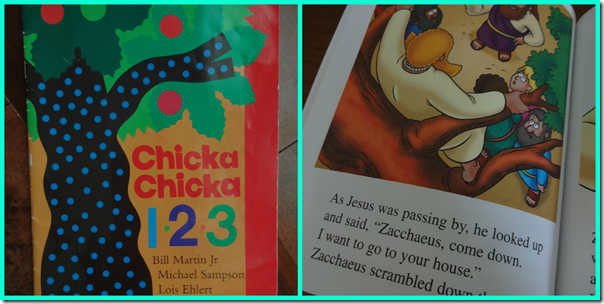 Chicka
Chicka
1·2·3
Bill Martin Jr
Michael Sampson
Lois Ehlert
As Jesus was passing by, he looked up
and said, “Zacchaeus, come down.
I want to go to your house.”
Zacchaeus scrambled down